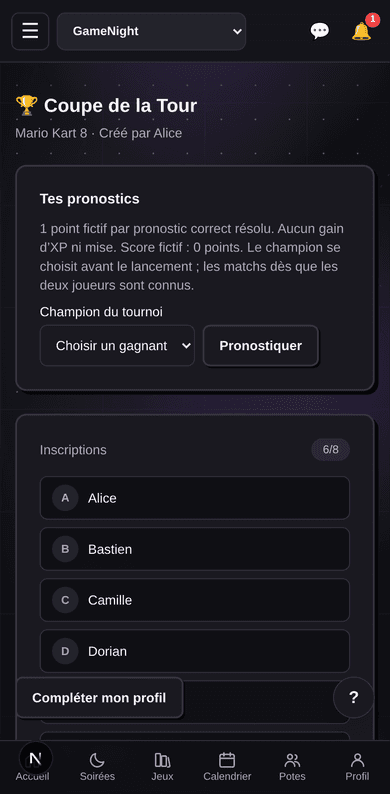 GameNight
1
🏆 Coupe de la Tour
Mario Kart 8 · Créé par Alice
Tes pronostics
1 point fictif par pronostic correct résolu. Aucun gain
d'XP ni mise. Score fictif : 0 points. Le champion se
choisit avant le lancement ; les matchs dès que les
deux joueurs sont connus.
Champion du tournoi
Choisir un gagnant
Pronostiquer
Inscriptions
6/8
A Alice
B Bastien
C Camille
D Dorian
Compléter mon profil
?
N
Accueil
Soirées
Jeux
Calendrier
Potes
Profil